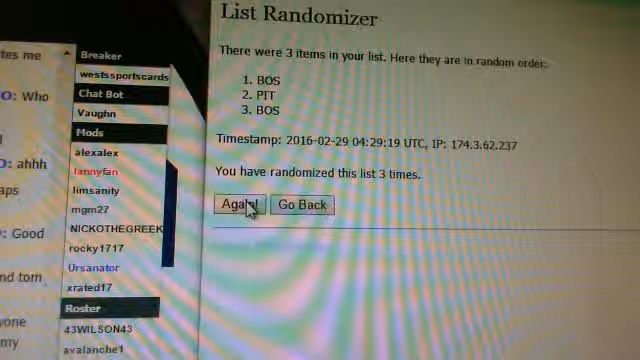 tes me
O: Who
O: ahhh
aps
: Good
nd tom
yone
my
Breaker
westssportscards
Chat Bot
Vaughn
Mods
alexalex
lannyfan
limsanity
mgm27
NICKOTHEGREEK
rocky1717
Ursanator
xrated17
Roster
43WILSON43
avalanche1
List Randomizer
There were 3 items in your list. Here they are in random order:
1. BOS
2. PIT
3. BOS
Timestamp: 2016-02-29 04:29:19 UTC, IP: 174.3.62.237
You have randomized this list 3 times.
Again! Go Back